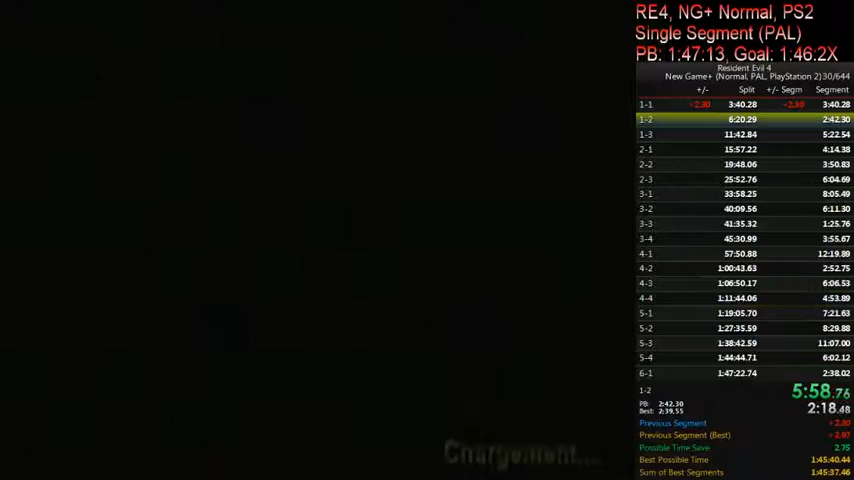 RE4, NG+ Normal, PS2
Single Segment (PAL)
PB: 1:47:13, Goal: 1:46:2X
Resident Evil 4
New Game+ (Normal, PAL, PlayStation 2) 30/644
+/- Split +/- Segm Segment
1-1 +2.30 3:40.28 +2.30 3:40.28
1-2 6:20.29 2:42.30
1-3 11:42.84 5:22.54
2-1 15:57.22 4:14.38
2-2 19:48.06 3:50.83
2-3 25:52.76 6:04.69
3-1 33:58.25 8:05.49
3-2 40:09.56 6:11.30
3-3 41:35.32 1:25.76
3-4 45:30.99 3:55.67
4-1 57:50.88 12:19.89
4-2 1:00:43.63 2:52.75
4-3 1:06:50.17 6:06.53
4-4 1:11:44.06 4:53.89
5-1 1:19:05.70 7:21.63
5-2 1:27:35.59 8:29.88
5-3 1:38:42.59 11:07.00
5-4 1:44:44.71 6:02.12
6-1 1:47:22.74 2:38.02
1-2 5:58.76
PB: 2:42.30
Best: 2:39.55 2:18.48
Previous Segment +2.30
Previous Segment (Best) +2.97
Possible Time Save 2.75
Best Possible Time 1:45:40.44
Sum of Best Segments 1:45:37.46
Chargement...